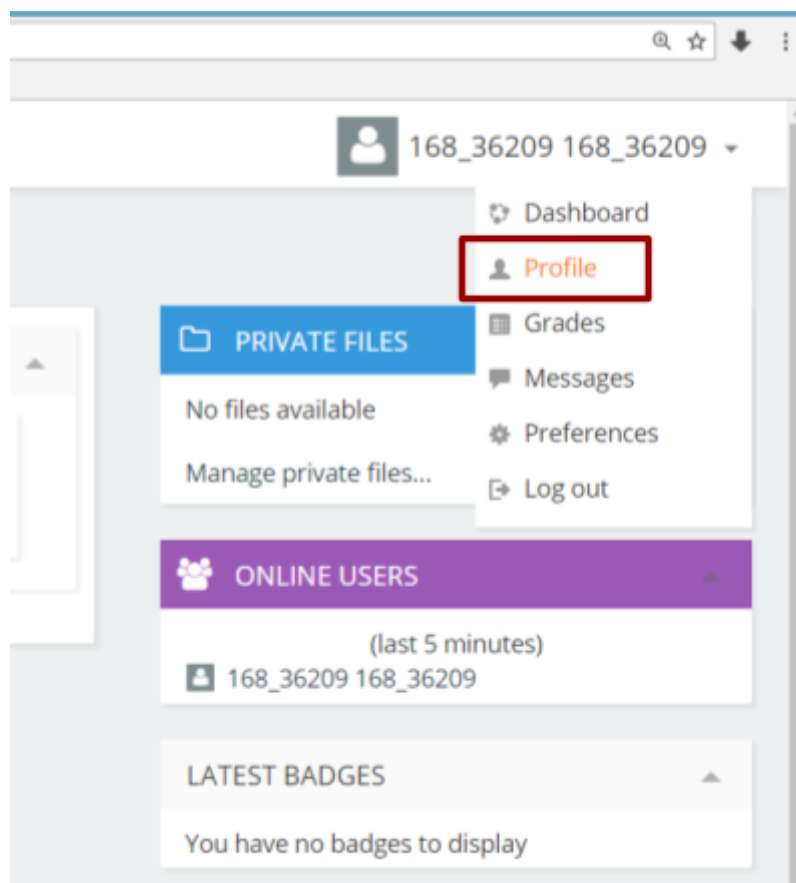 168_36209 168_36209
Dashboard
Profile
Grades
Messages
Preferences
Log out
PRIVATE FILES
No files available
Manage private files...
ONLINE USERS
(last 5 minutes)
168_36209 168_36209
LATEST BADGES
You have no badges to display